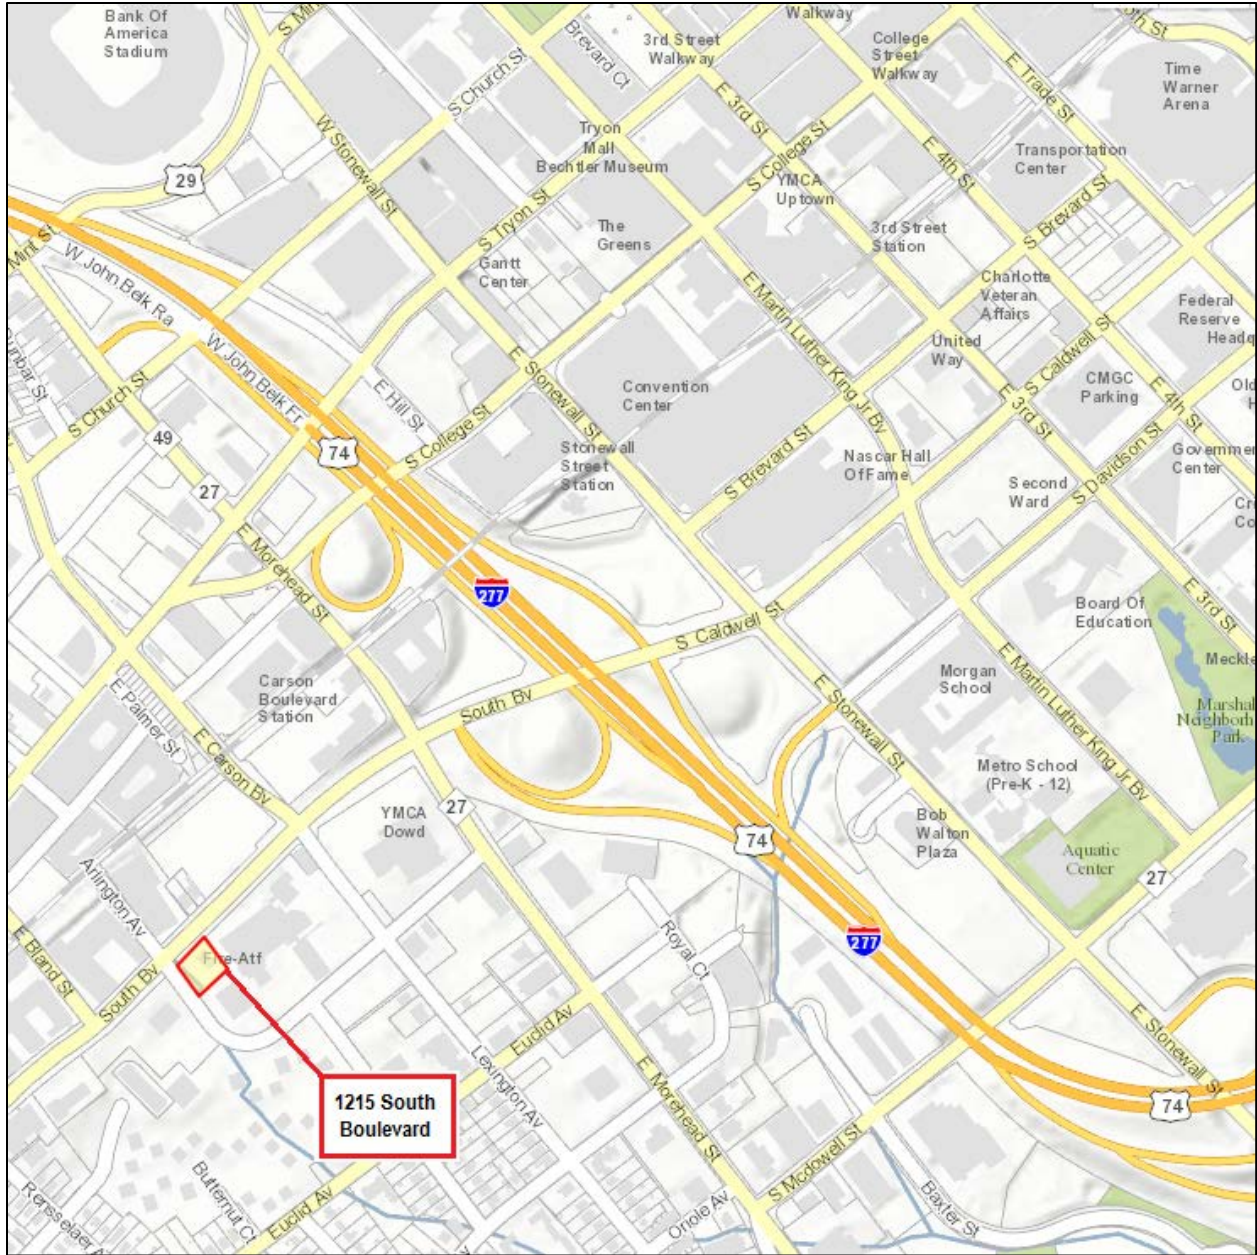 Bank Of
America
Stadium
S Church St
Brevard Ct
3rd Street
Walkway
Walkway
College
Street
Walkway
E Trade St
Time
Warner
Arena
W Stonewall St
29
Tryon
Mall
Bechtler Museum
E 3rd St
S College St
E 4th St
Transportation
Center
YMCA
Uptown
S Brevard St
Mint St
W John Belk Ra
S Tryon St
The
Greens
Gantt
Center
3rd Street
Station
Charlotte
Veteran
Affairs
Federal
Reserve
Headq
E Martin Luther King Jr Bv
United
Way
S Caldwell St
W John Belk Fr
E Hill St
E Stonewall St
Convention
Center
CMGC
Parking
E 3rd St
E 4th St
S Church St
49
74
S College St
27
Stonewall
Street
Station
S Brevard St
Nascar Hall
Of Fame
Second
Ward
S Davidson St
Center
E Morehead St
277
S Caldwell St
Board Of
Education
E 3rd St
E Martin Luther King Jr Bv
Carson
Boulevard
Station
E Palmer St
E Carson Bv
South Bv
Morgan
School
E Stonewall St
Park
Metro School
(Pre-K - 12)
YMCA
Dowd
27
74
Bob
Walton
Plaza
Aquatic
Center
27
Arlington Av
E Bland St
Fire-Atf
South Bv
Royal Ct
277
Euclid Av
Lexington Av
E Morehead St
E Stonewall St
74
1215 South
Boulevard
S Mcdowell St
Butternut Ct
Euclid Av
Oriole Av
Baxter St